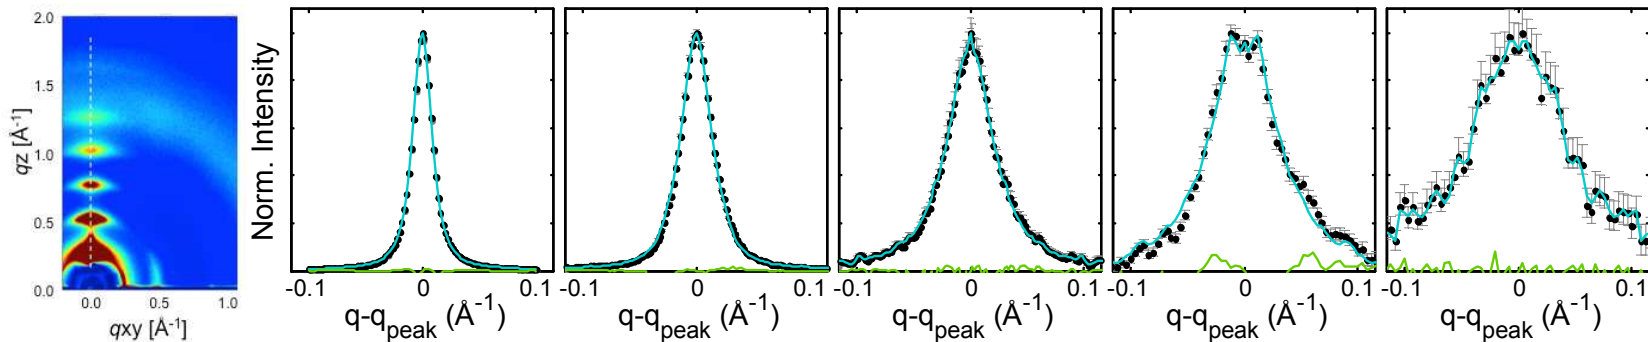 2.0
1.5
1.0
0.5
0.0
qz [Å-1]
0.0 0.5 1.0
qxy [Å-1]
Norm. Intensity
-0.1 0 0.1
q-qpeak (Å-1)
-0.1 0 0.1
q-qpeak (Å-1)
-0.1 0 0.1
q-qpeak (Å-1)
-0.1 0 0.1
q-qpeak (Å-1)
-0.1 0 0.1
q-qpeak (Å-1)